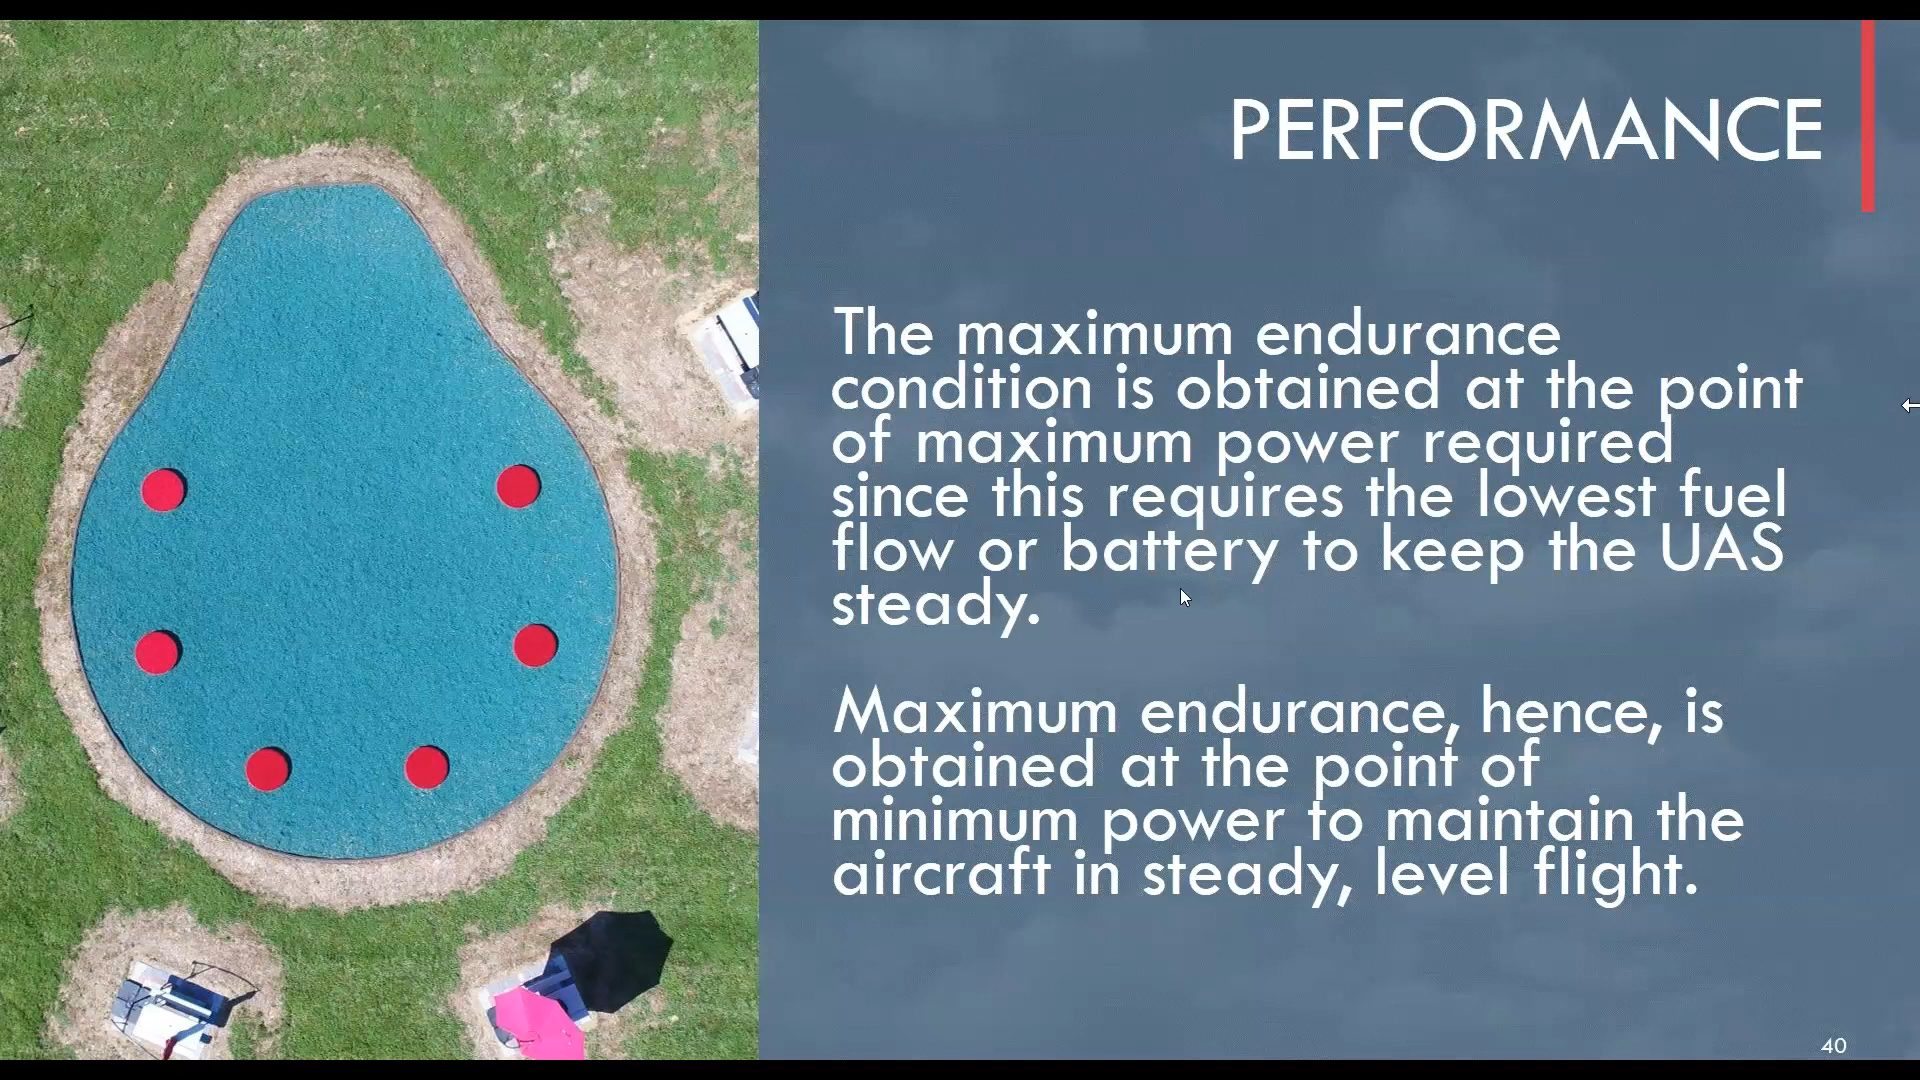 PERFORMANCE
The maximum endurance
condition is obtained at the point
of maximum power required
since this requires the lowest fuel
flow or battery to keep the UAS
steady.
Maximum endurance, hence, is
obtained at the point of
minimum power to maintain the
aircraft in steady, level flight.
40